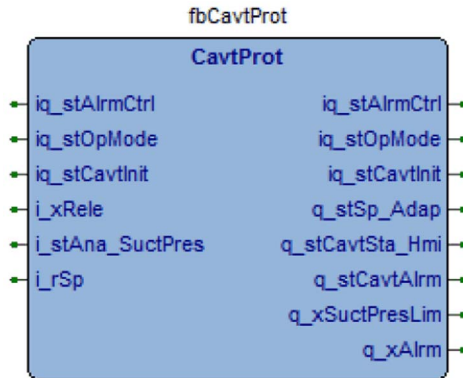 fbCavtProt
CavtProt
iq_stAlrmCtrl iq_stAlrmCtrl
iq_stOpMode iq_stOpMode
iq_stCavtInit iq_stCavtInit
i_xRele q_stSp_Adap
i_stAna_SuctPres q_stCavtSta_Hmi
i_rSp q_stCavtAlrm
q_xSuctPresLim
q_xAlrm